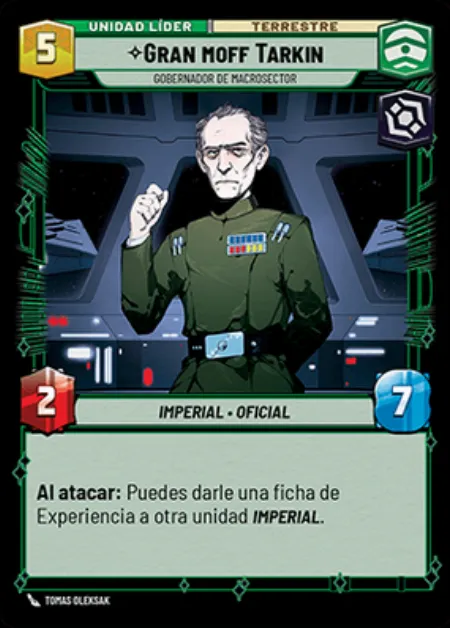 UNIDAD LÍDER TERRESTRE
5
✧GRAN MOFF TARKIN
GOBERNADOR DE MACROSECTOR
2
IMPERIAL • OFICIAL
7
Al atacar: Puedes darle una ficha de
Experiencia a otra unidad IMPERIAL.
TOMAS OLEKSAK